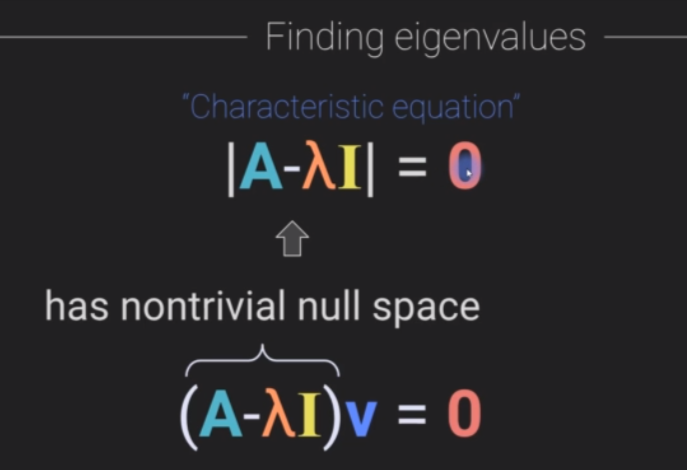 Finding eigenvalues
“Characteristic equation”
|A-λI| = 0
has nontrivial null space
(A-λI)v = 0